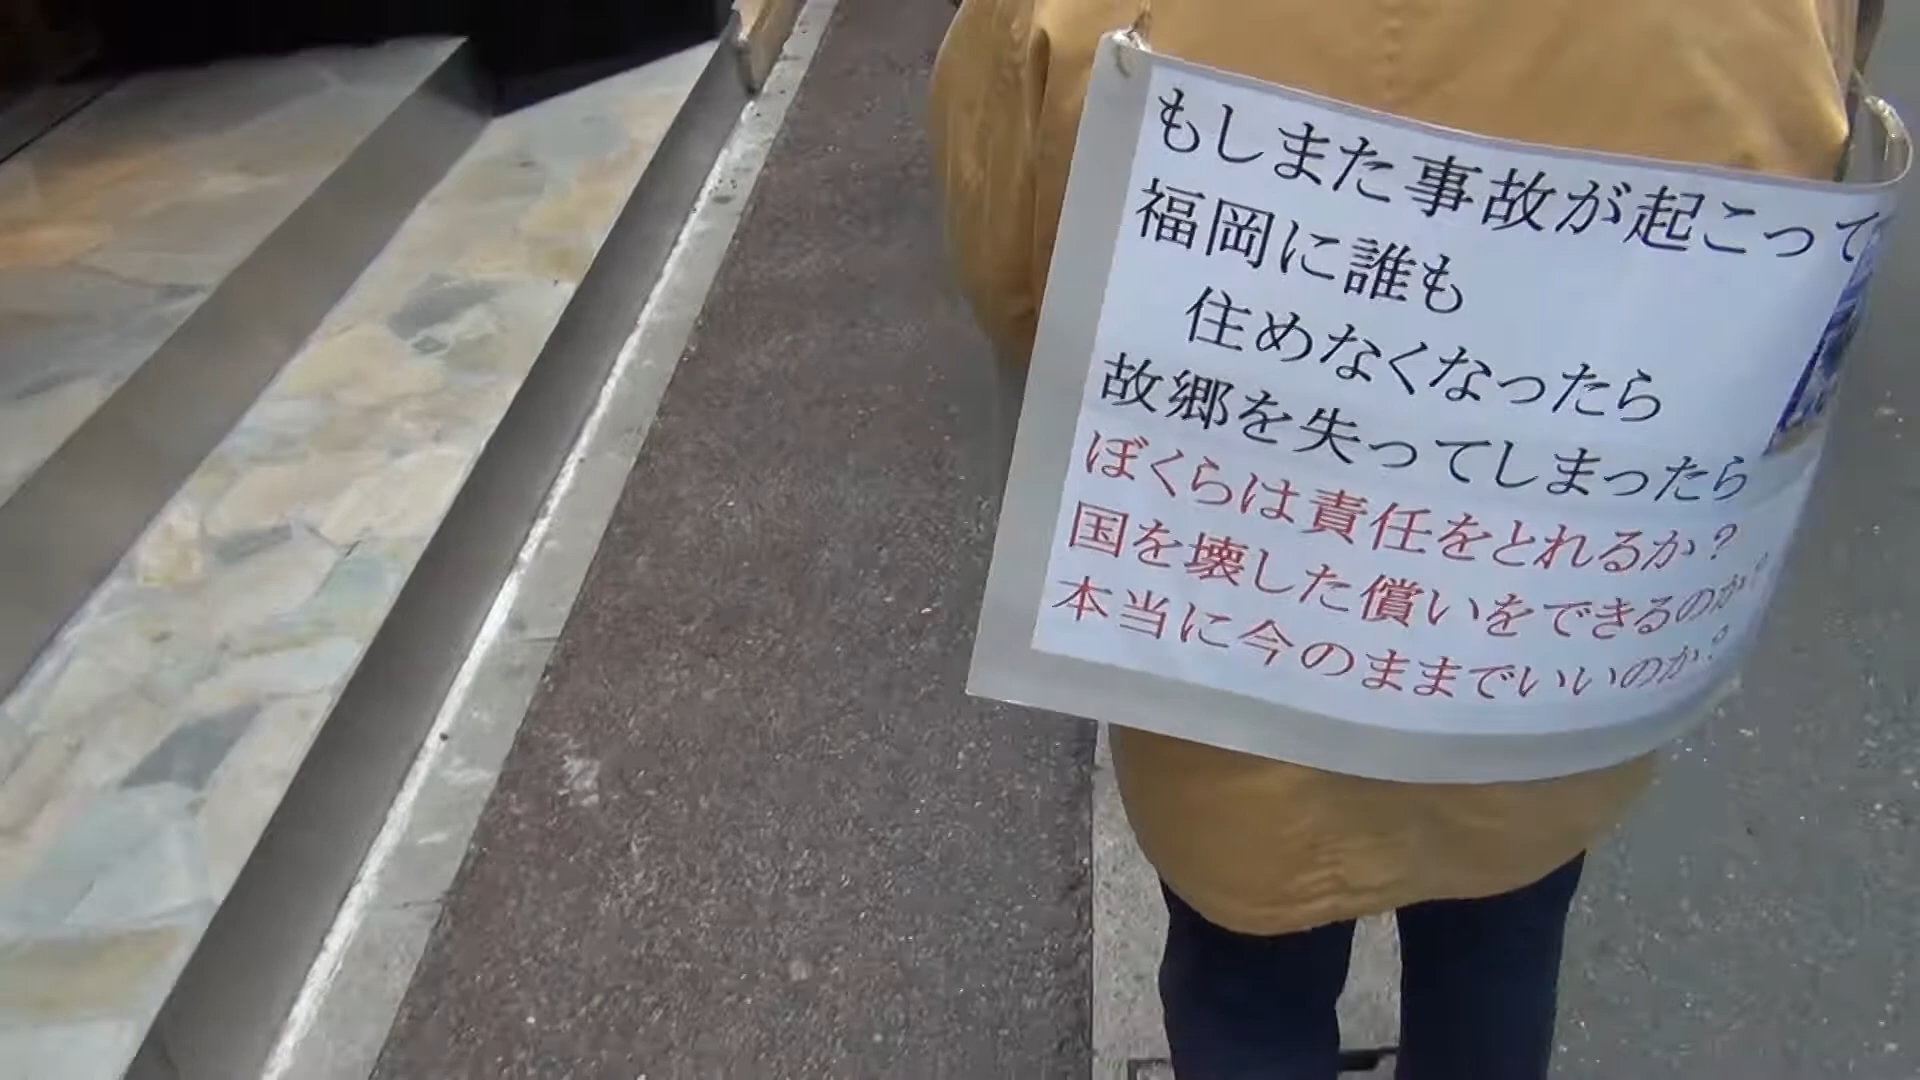 もしまた事故が起こって
福岡に誰も
住めなくなったら
故郷を失ってしまったら
ぼくらは責任をとれるか？
国を壊した償いをできるのか？
本当に今のままでいいのか？